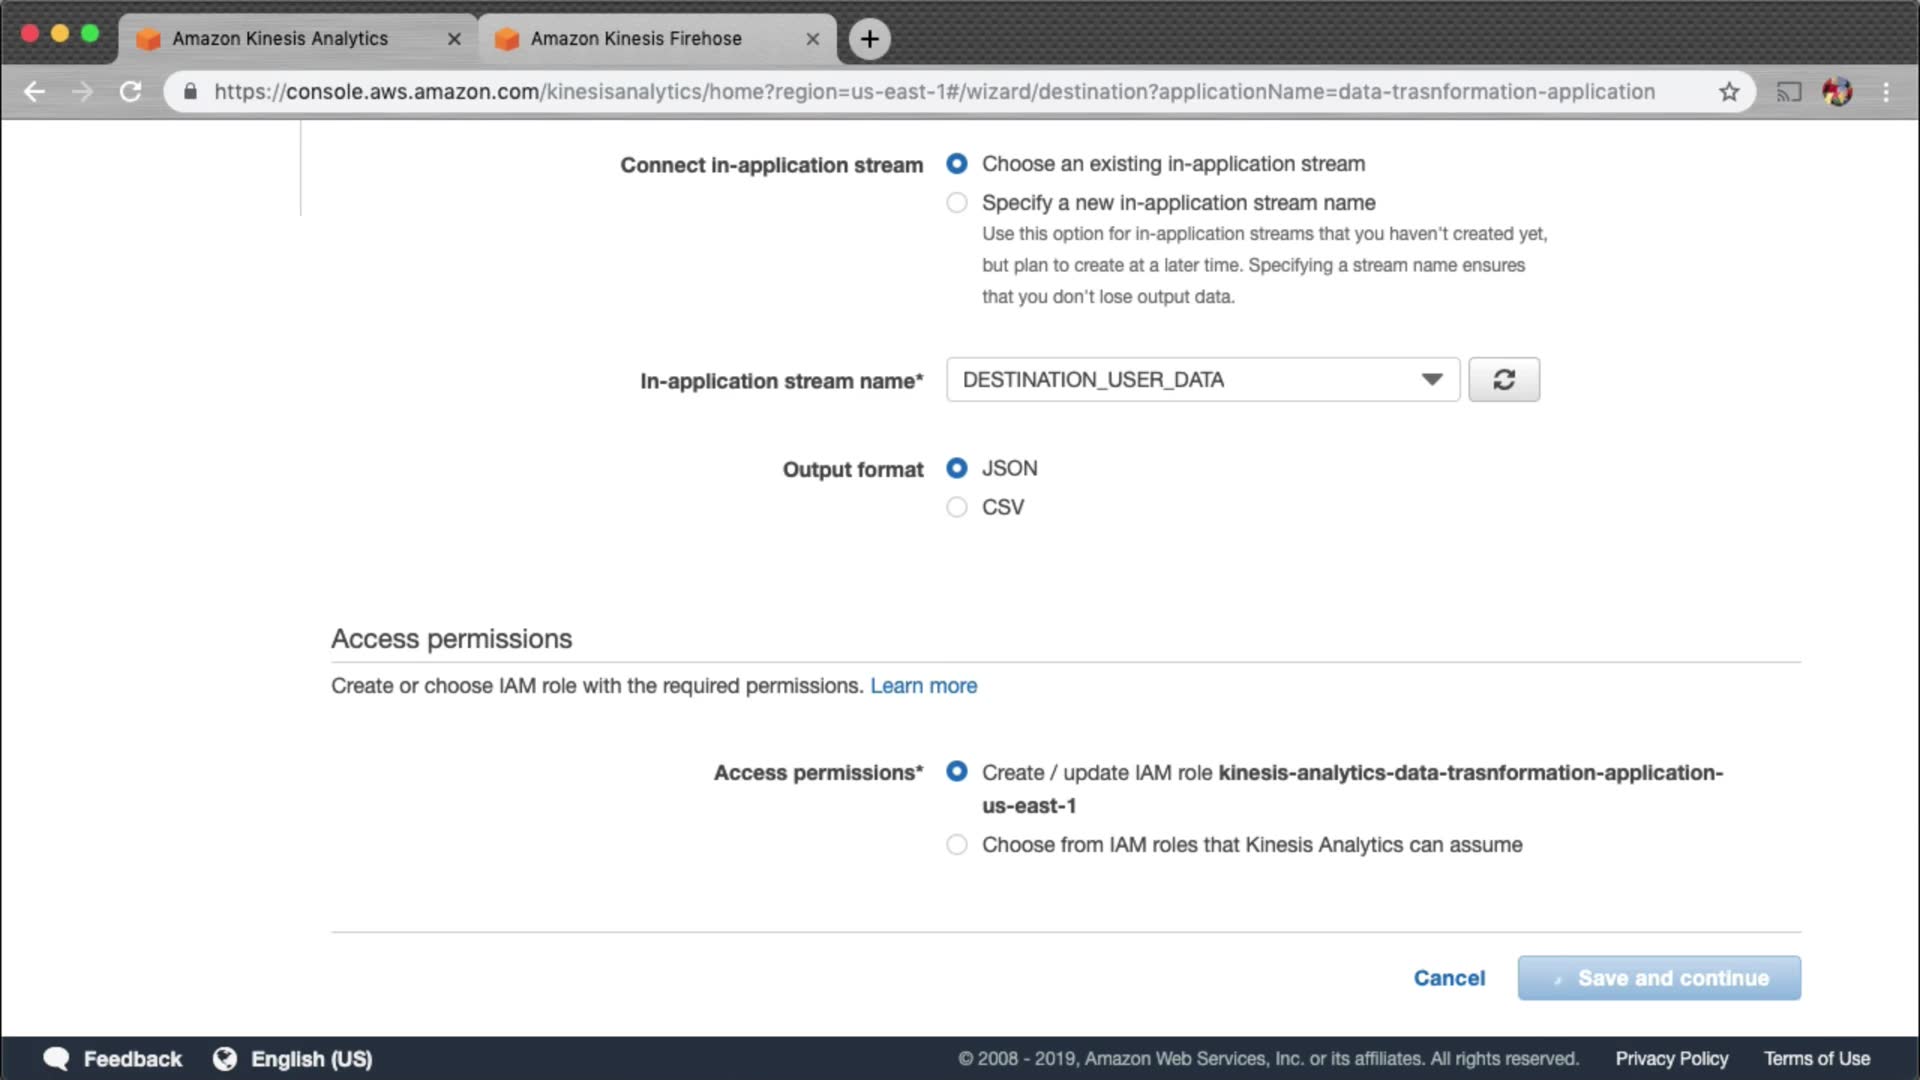 Amazon Kinesis Analytics
Amazon Kinesis Firehose
https://console.aws.amazon.com/kinesisanalytics/home?region=us-east-1#/wizard/destination?applicationName=data-trasnformation-application
Connect in-application stream
Choose an existing in-application stream
Specify a new in-application stream name
Use this option for in-application streams that you haven't created yet,
but plan to create at a later time. Specifying a stream name ensures
that you don't lose output data.
In-application stream name*
DESTINATION_USER_DATA
Output format
JSON
CSV
Access permissions
Create or choose IAM role with the required permissions. Learn more
Access permissions*
Create / update IAM role kinesis-analytics-data-trasnformation-application-
us-east-1
Choose from IAM roles that Kinesis Analytics can assume
Cancel
Save and continue
Feedback
English (US)
© 2008 - 2019, Amazon Web Services, Inc. or its affiliates. All rights reserved.
Privacy Policy
Terms of Use